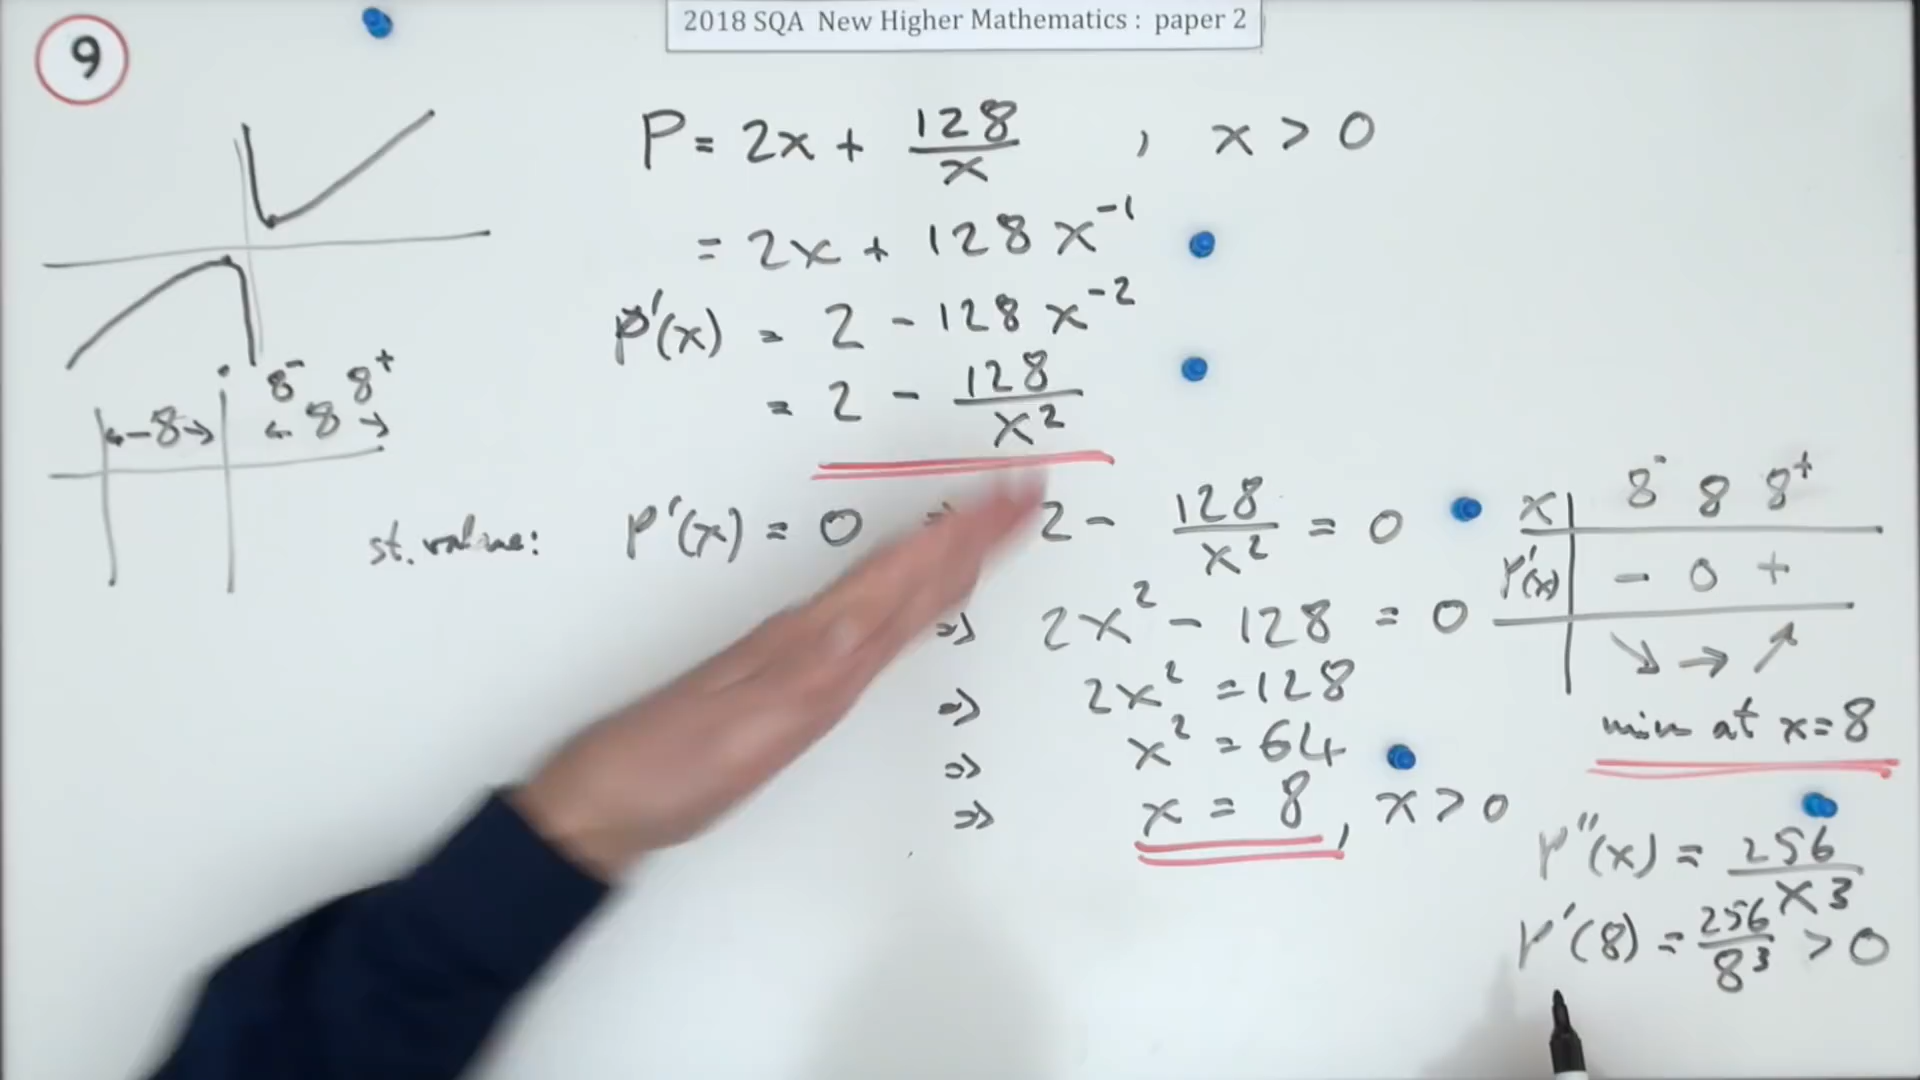 2018 SQA New Higher Mathematics : paper 2
9
P = 2x + 128/x , x > 0
= 2x + 128x⁻¹
P'(x) = 2 - 128x⁻²
= 2 - 128/x²
8⁻ 8⁺
←8→ ← 8 →
st. value: P'(x) = 0 ⇒ 2 - 128/x² = 0
⇒ 2x² - 128 = 0
⇒ 2x² = 128
⇒ x² = 64
⇒ x = 8, x > 0
x | 8⁻ 8 8⁺
P'(x) | - 0 +
↘ → ↗
min at x = 8
P''(x) = 256/x³
P'(8) = 256/8³ > 0